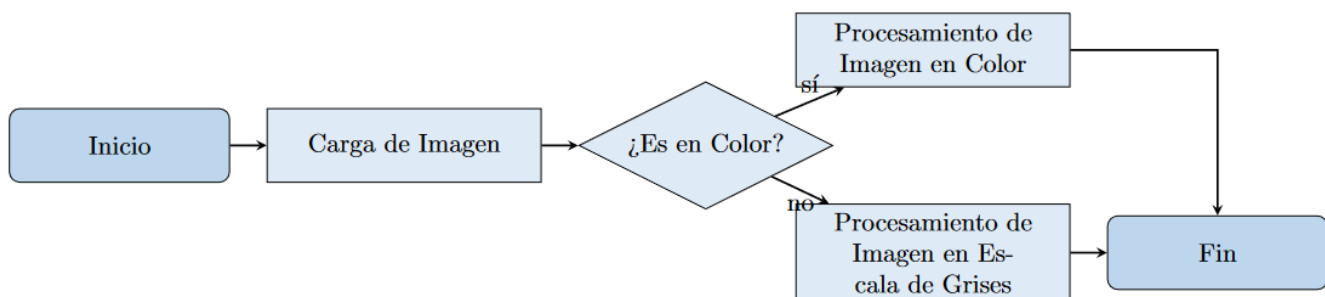 Inicio
Carga de Imagen
¿Es en Color?
sí
Procesamiento de
Imagen en Color
no
Procesamiento de
Imagen en Es-
cala de Grises
Fin